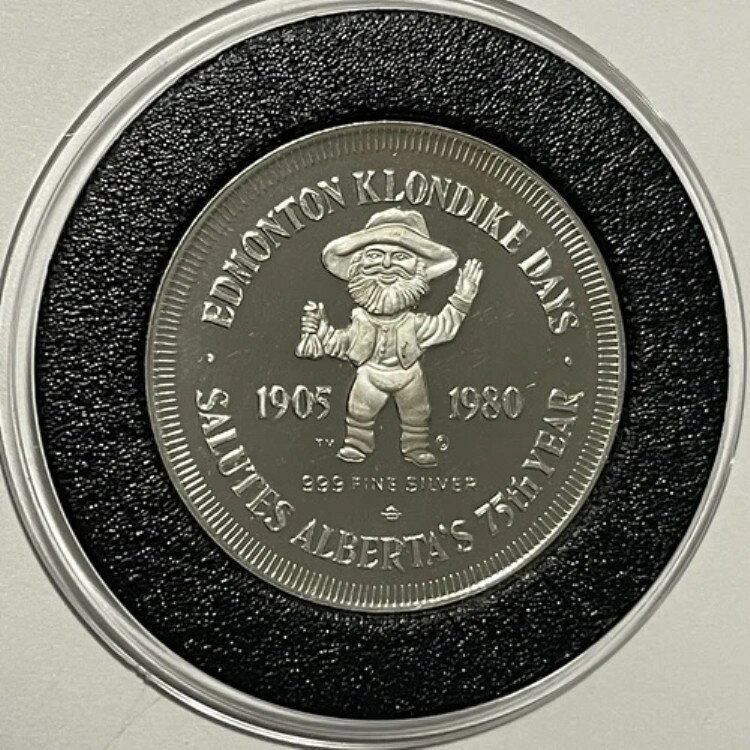 · EDMONTON KLONDIKE DAYS ·
1905 1980
TM ®
999 FINE SILVER
SALUTES ALBERTA'S 75th YEAR